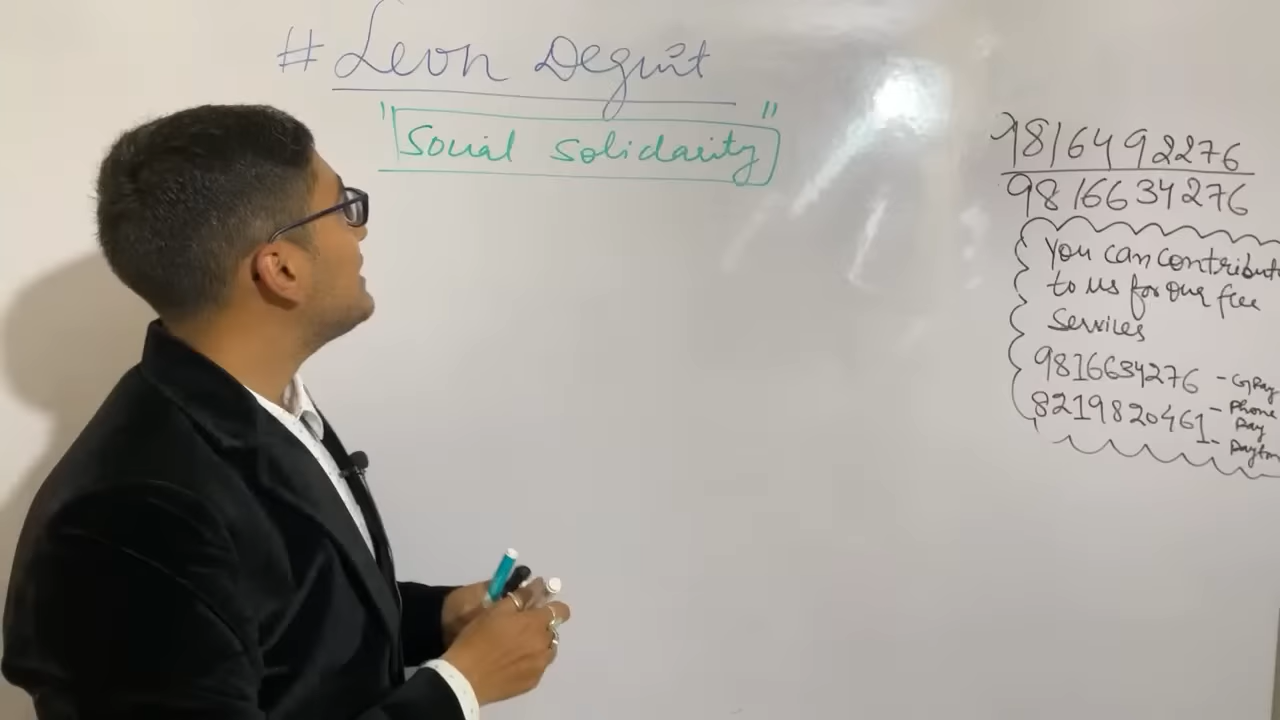 # Leon Deguit
"Social solidarity"
9816492276
9816634276
You can contribut
to us for our free
Services
9816634276 - GPay
8219820461 - Phone
Pay
- Paytm